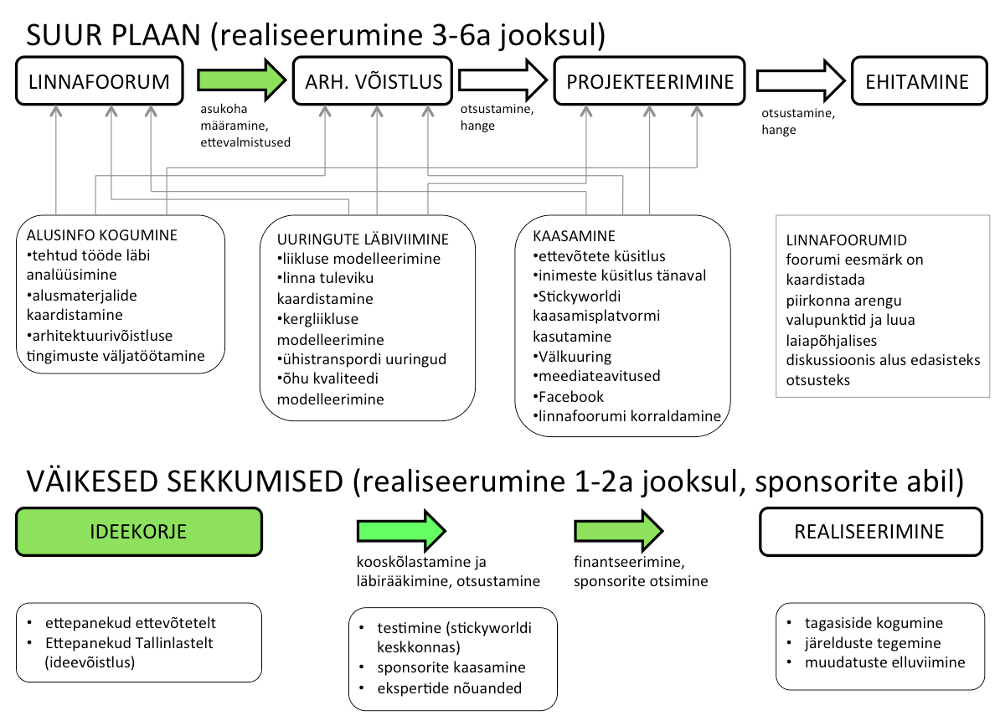 SUUR PLAAN (realiseerumine 3-6a jooksul)
LINNAFOORUM
ARH. VÕISTLUS
PROJEKTEERIMINE
EHITAMINE
asukoha
määramine,
ettevalmistused
otsustamine,
hange
otsustamine,
hange
ALUSINFO KOGUMINE
•tehtud tööde läbi
analüüsimine
•alusmaterjalide
kaardistamine
•arhitektuurivõistluse
tingimuste väljatöötamine
UURINGUTE LÄBIVIIMINE
•liikluse modelleerimine
•linna tuleviku
kaardistamine
•kergliikluse
modelleerimine
•ühistranspordi uuringud
•õhu kvaliteedi
modelleerimine
KAASAMINE
•ettevõtete küsitlus
•inimeste küsitlus tänaval
•Stickyworldi
kaasamisplatvormi
kasutamine
•Välkuuring
•meediateavitused
•Facebook
•linnafoorumi korraldamine
LINNAFOORUMID
foorumi eesmärk on
kaardistada
piirkonna arengu
valupunktid ja luua
laiapõhjalises
diskussioonis alus edasisteks
otsusteks
VÄIKESED SEKKUMISED (realiseerumine 1-2a jooksul, sponsorite abil)
IDEEKORJE
REALISEERIMINE
kooskõlastamine ja
läbirääkimine, otsustamine
finantseerimine,
sponsorite otsimine
• ettepanekud ettevõtetelt
• Ettepanekud Tallinlastelt
(ideevõistlus)
• testimine (stickyworldi
keskkonnas)
• sponsorite kaasamine
• ekspertide nõuanded
• tagasiside kogumine
• järelduste tegemine
• muudatuste elluviimine